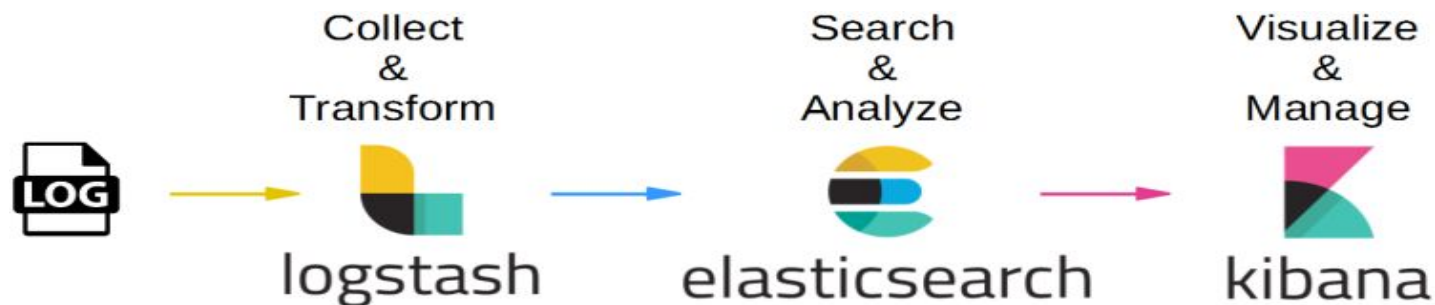 Collect
&
Transform
Search
&
Analyze
Visualize
&
Manage
LOG
logstash
elasticsearch
kibana